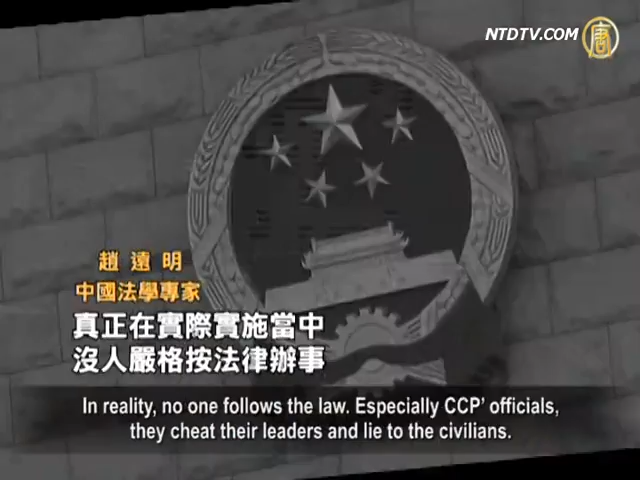 NTDTV.COM 唐
趙遠明
中國法學專家
真正在實際實施當中
沒人嚴格按法律辦事
In reality, no one follows the law. Especially CCP' officials,
they cheat their leaders and lie to the civilians.